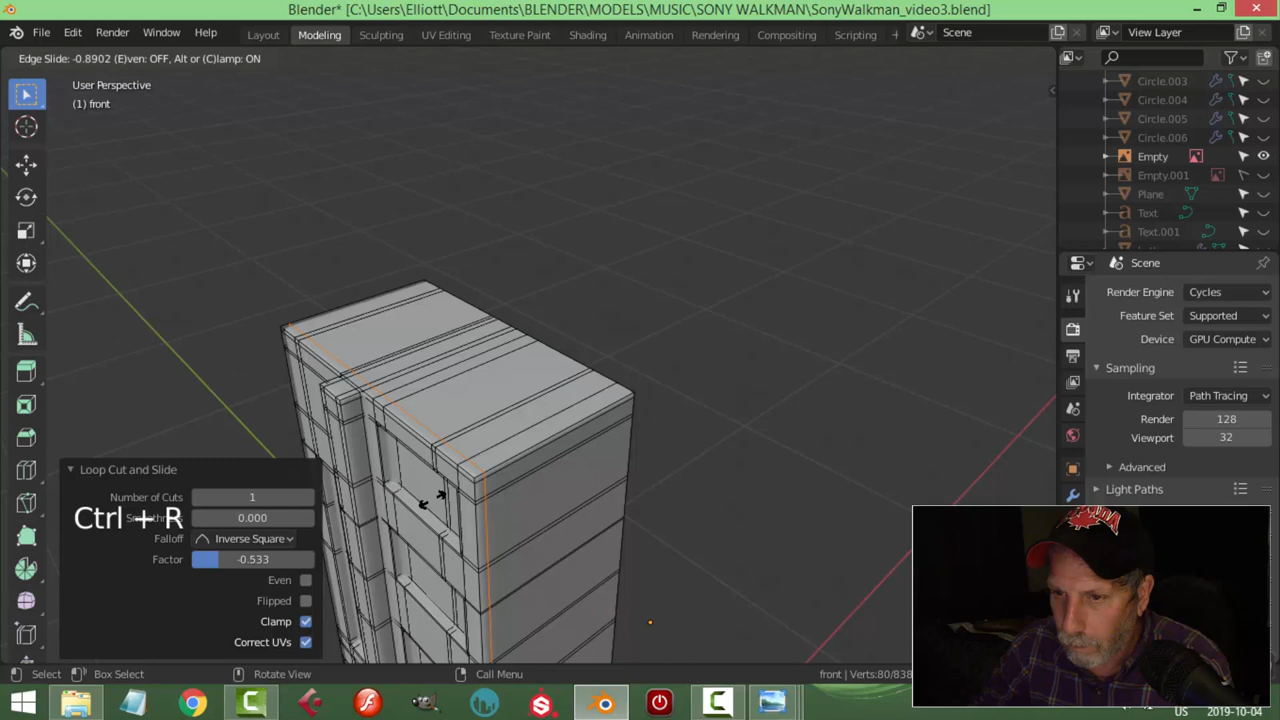 Blender* [C:\Users\Elliott\Documents\BLENDER\MODELS\MUSIC\SONY WALKMAN\SonyWalkman_video3.blend]
File Edit Render Window Help Layout Modeling Sculpting UV Editing Texture Paint Shading Animation Rendering Compositing Scripting + Scene View Layer
Edge Slide: -0.8902 (E)ven: OFF, Alt or (C)lamp: ON
User Perspective
(1) front
Circle.003
Circle.004
Circle.005
Circle.006
Empty
Empty.001
Plane
Text
Text.001
Scene
Render Engine Cycles
Feature Set Supported
Device GPU Compute
Sampling
Integrator Path Tracing
Render 128
Viewport 32
Advanced
Light Paths
Loop Cut and Slide
Number of Cuts 1
Ctrl + R
0.000
Falloff Inverse Square
Factor -0.533
Even
Flipped
Clamp
Correct UVs
CANADA
Select Box Select Rotate View Call Menu front | Verts:80/838
US 2019-10-04